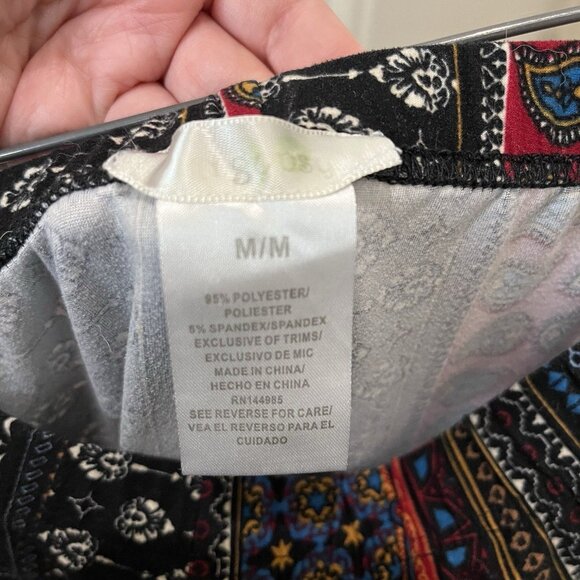 M/M
95% POLYESTER/
POLIESTER
5% SPANDEX/SPANDEX
EXCLUSIVE OF TRIMS/
EXCLUSIVO DE MIC
MADE IN CHINA/
HECHO EN CHINA
RN144985
SEE REVERSE FOR CARE/
VEA EL REVERSO PARA EL
CUIDADO